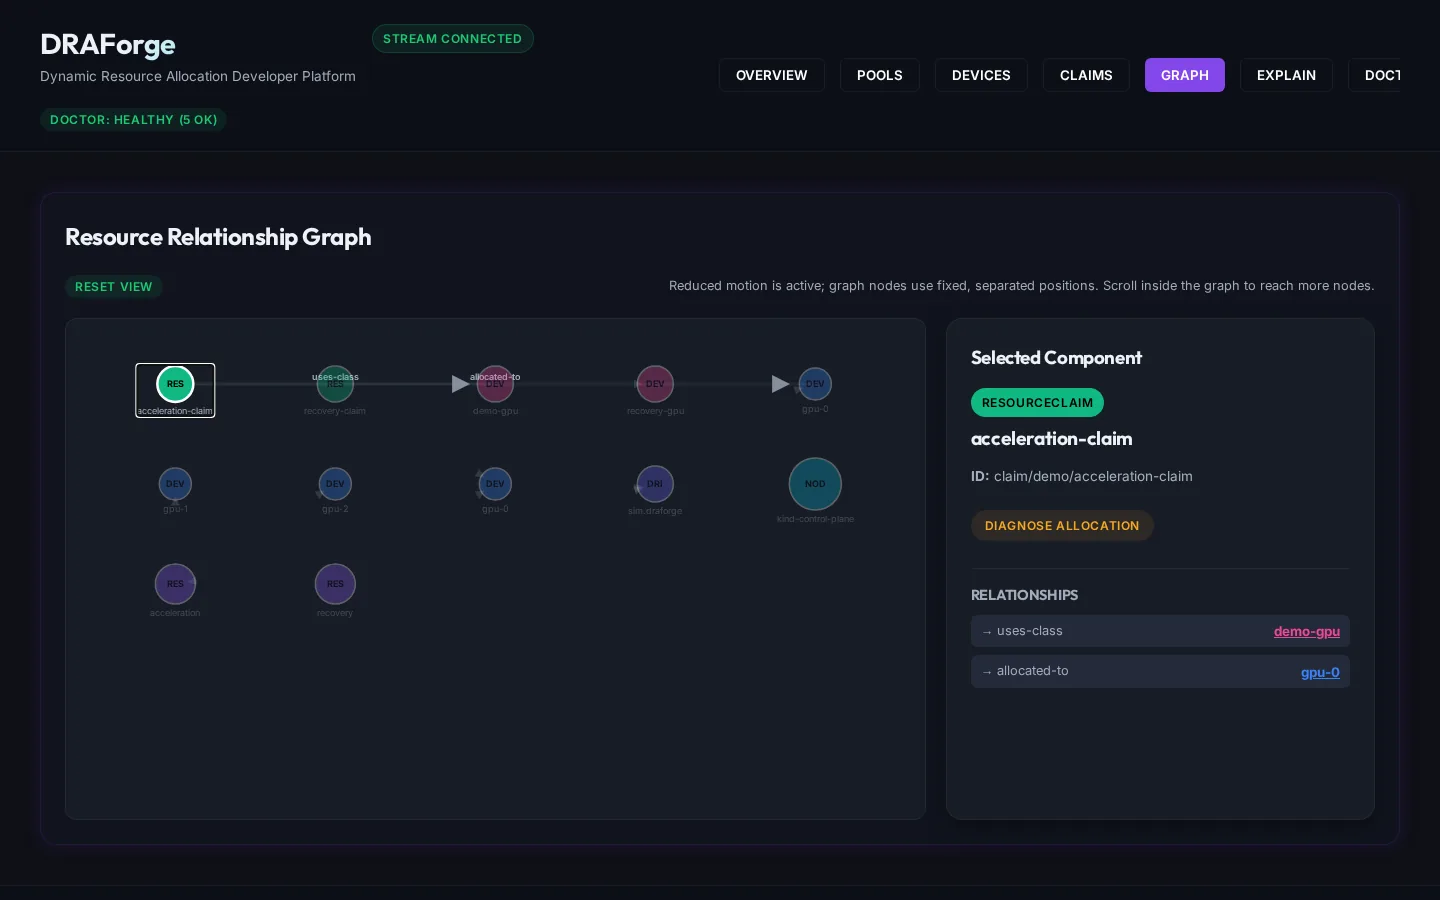 DRAForge
STREAM CONNECTED
Dynamic Resource Allocation Developer Platform
DOCTOR: HEALTHY (5 OK)
OVERVIEW
POOLS
DEVICES
CLAIMS
GRAPH
EXPLAIN
DOCT
Resource Relationship Graph
RESET VIEW
Reduced motion is active; graph nodes use fixed, separated positions. Scroll inside the graph to reach more nodes.
RES
acceleration-claim
uses-class
RES
recovery-claim
allocated-to
DEV
demo-gpu
DEV
recovery-gpu
DEV
gpu-0
DEV
gpu-1
DEV
gpu-2
DEV
gpu-0
DRI
sim.draforge
NOD
kind-control-plane
RES
acceleration
RES
recovery
Selected Component
RESOURCECLAIM
acceleration-claim
ID: claim/demo/acceleration-claim
DIAGNOSE ALLOCATION
RELATIONSHIPS
→ uses-class demo-gpu
→ allocated-to gpu-0